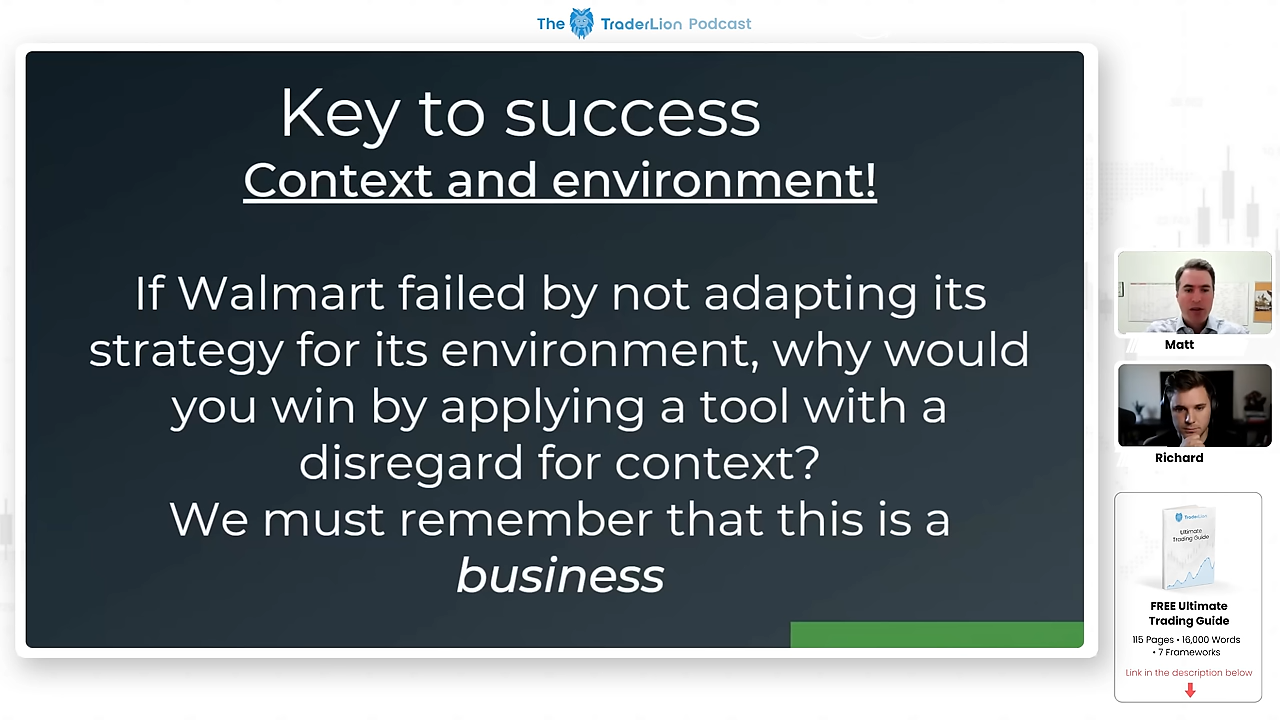 The TraderLion Podcast
Key to success
Context and environment!
If Walmart failed by not adapting its
strategy for its environment, why would
you win by applying a tool with a
disregard for context?
We must remember that this is a
business
Matt
Richard
TraderLion
Ultimate
Trading Guide
FREE Ultimate
Trading Guide
115 Pages • 16,000 Words
• 7 Frameworks
Link in the description below